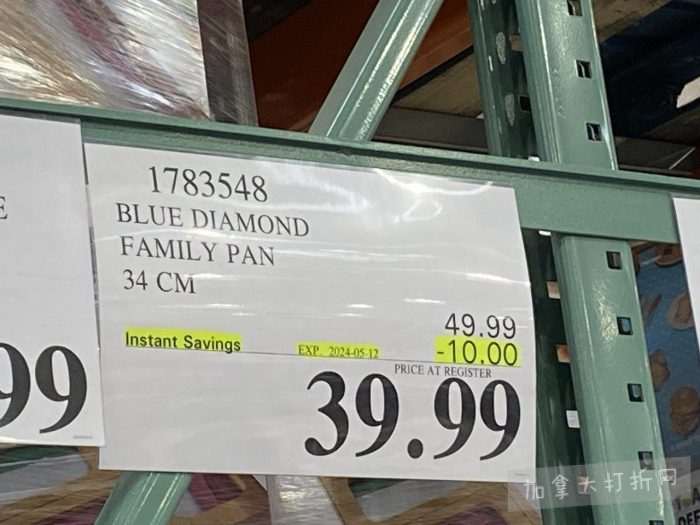 E
99
1783548
BLUE DIAMOND
FAMILY PAN
34 CM
49.99
Instant Savings EXP. 2024-05-12 -10.00
PRICE AT REGISTER
39.99
加拿大打折网